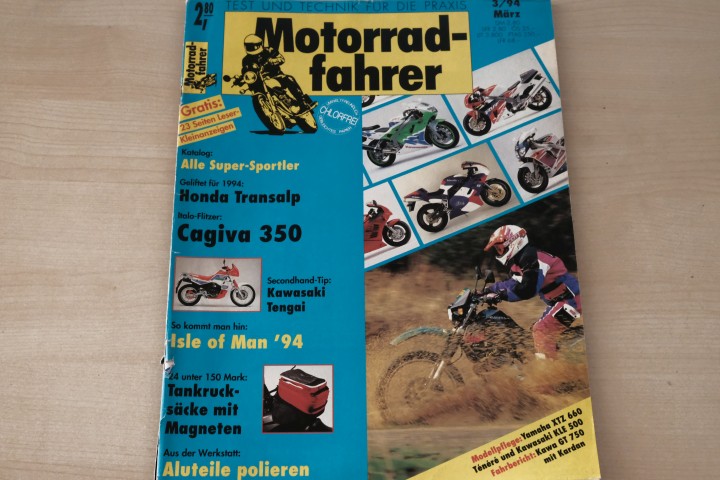 2,80
TEST UND TECHNIK FÜR DIE PRAXIS
3/94
März
Motorrad-
fahrer
Motorrad-
fahrer
Gratis:
23 Seiten Leser-
Kleinanzeigen
CHLORFREI
Katalog:
Alle Super-Sportler
Geliftet für 1994:
Honda Transalp
Italo-Flitzer:
Cagiva 350
Secondhand-Tip:
Kawasaki
Tengai
So kommt man hin:
Isle of Man '94
24 unter 150 Mark:
Tankruck-
säcke mit
Magneten
Aus der Werkstatt:
Aluteile polieren
Modellpflege: Yamaha XTZ 660
Ténéré und Kawasaki KLE 500
Fahrbericht: Kawa GT 750
mit Kardan